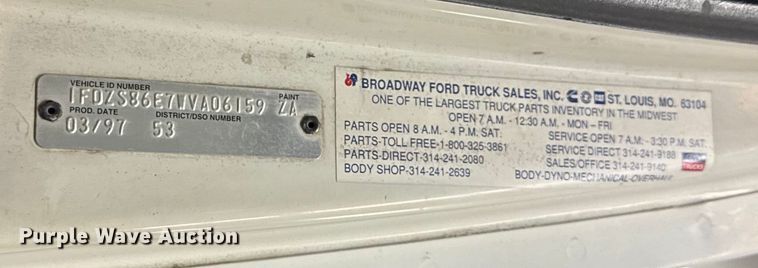 VEHICLE ID NUMBER PAINT
1FDZS86E7VVA06159 ZA
PROD. DATE DISTRICT/DSO NUMBER
03/97 53
BROADWAY FORD TRUCK SALES, INC. ST. LOUIS, MO. 63104
ONE OF THE LARGEST TRUCK PARTS INVENTORY IN THE MIDWEST
OPEN 7 A.M. - 12:30 A.M. - MON – FRI
PARTS OPEN 8 A.M. - 4 P.M. SAT:
SERVICE OPEN 7 A.M. - 3:30 P.M. SAT.
PARTS-TOLL FREE-1-800-325-3861
SERVICE DIRECT 314-241-9188
PARTS-DIRECT-314-241-2080
SALES/OFFICE 314-241-9140
BODY SHOP-314-241-2639
BODY-DYNO-MECHANICAL-OVERHAUL
TRUCKS
Purple Wave Auction